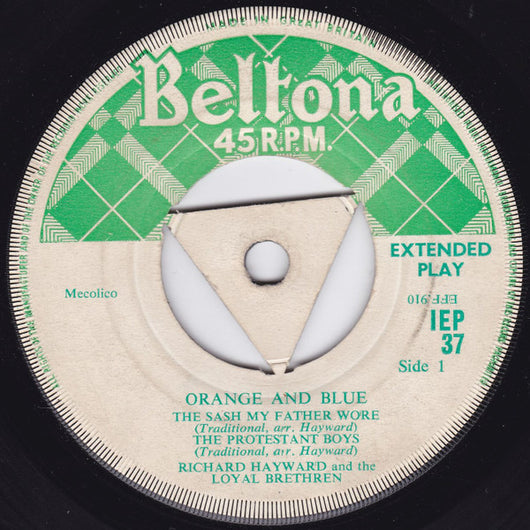 MADE IN GREAT BRITAIN
Beltona
45 R.P.M.
EXTENDED
PLAY
Mecolico
EFF.910
IEP
37
Side 1
ORANGE AND BLUE
THE SASH MY FATHER WORE
(Traditional, arr. Hayward)
THE PROTESTANT BOYS
(Traditional, arr. Hayward)
RICHARD HAYWARD and the
LOYAL BRETHREN